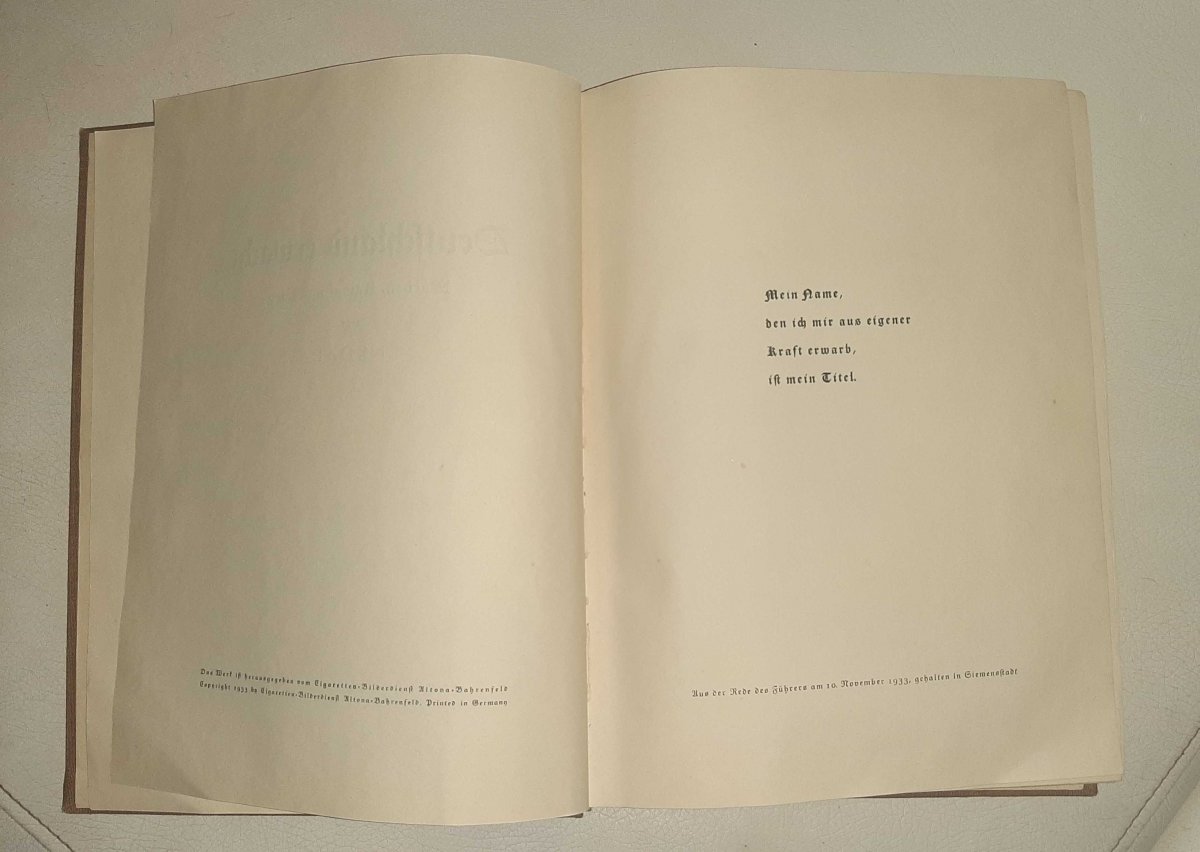 Das Werk ist herausgegeben vom Cigaretten-Bilderdienst Altona-Bahrenfeld
Copyright 1933 by Cigaretten-Bilderdienst Altona-Bahrenfeld. Printed in Germany
Mein Name,
den ich mir aus eigener
Kraft erwarb,
ist mein Titel.
Aus der Rede des Führers am 10. November 1933, gehalten in Siemensstadt